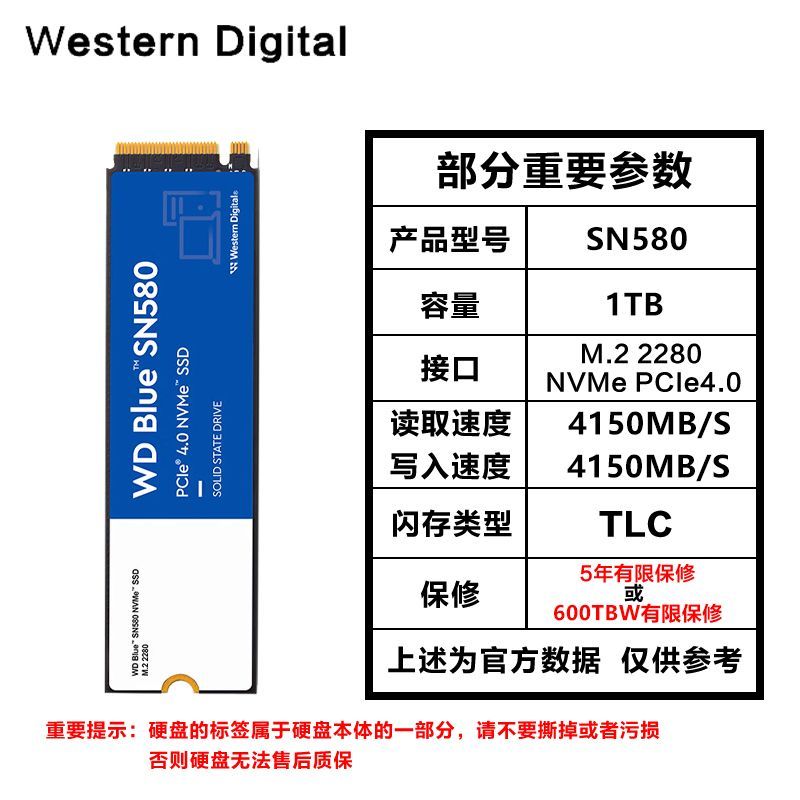 Western Digital
WD Blue™ SN580
PCIe® 4.0 NVMe™ SSD
SOLID STATE DRIVE
Western Digital®
WD Blue™ SN580 NVMe™ SSD
M.2 2280
部分重要参数
产品型号 SN580
容量 1TB
接口 M.2 2280
NVMe PCIe4.0
读取速度 4150MB/S
写入速度 4150MB/S
闪存类型 TLC
保修 5年有限保修
或
600TBW有限保修
上述为官方数据 仅供参考
重要提示：硬盘的标签属于硬盘本体的一部分，请不要撕掉或者污损
否则硬盘无法售后质保